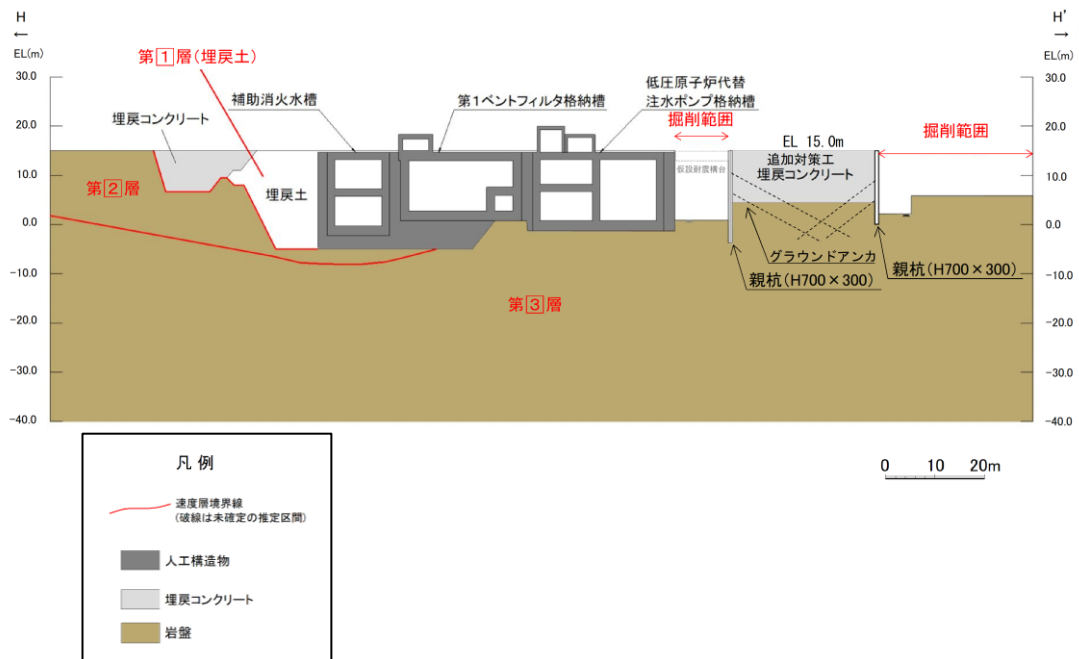 H
←
EL(m)
H'
→
EL(m)
第1層(埋戻土)
30.0
20.0
10.0
0.0
-10.0
-20.0
-30.0
-40.0
30.0
20.0
10.0
0.0
-10.0
-20.0
-30.0
-40.0
埋戻コンクリート
補助消火水槽
第1ベントフィルタ格納槽
低圧原子炉代替
注水ポンプ格納槽
掘削範囲
掘削範囲
EL 15.0m
追加対策工
埋戻コンクリート
仮設耐震構台
第2層
埋戻土
グラウンドアンカ
親杭(H700×300)
親杭(H700×300)
第3層
0 10 20m
凡 例
速度層境界線
(破線は未確定の推定区間)
人工構造物
埋戻コンクリート
岩盤